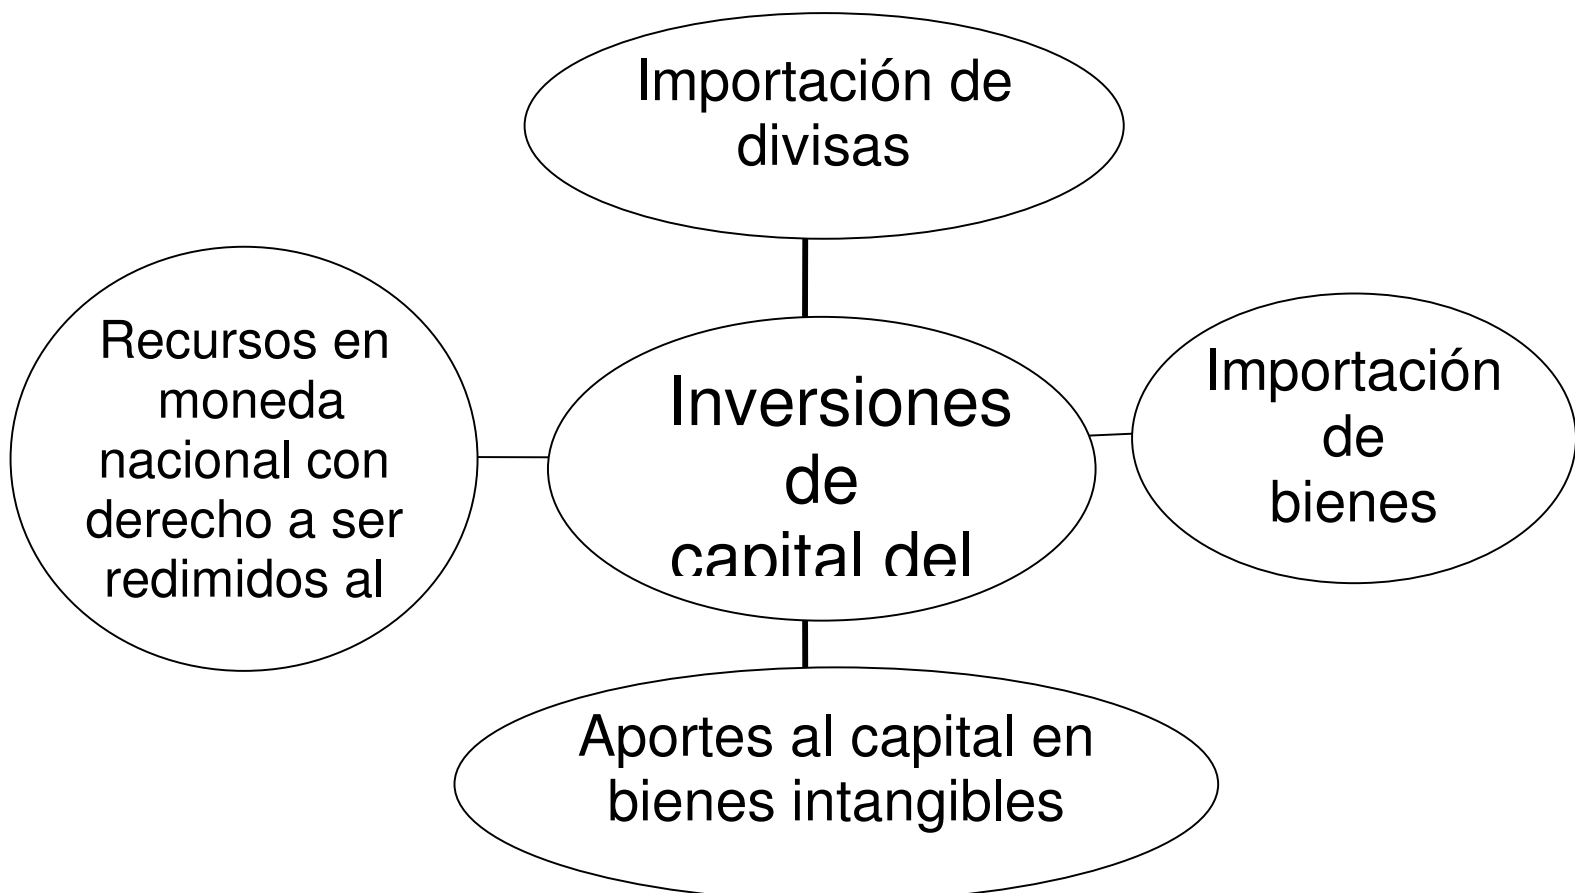 Importación de
divisas
Recursos en
moneda
nacional con
derecho a ser
redimidos al
Inversiones
de
capital del
Importación
de
bienes
Aportes al capital en
bienes intangibles